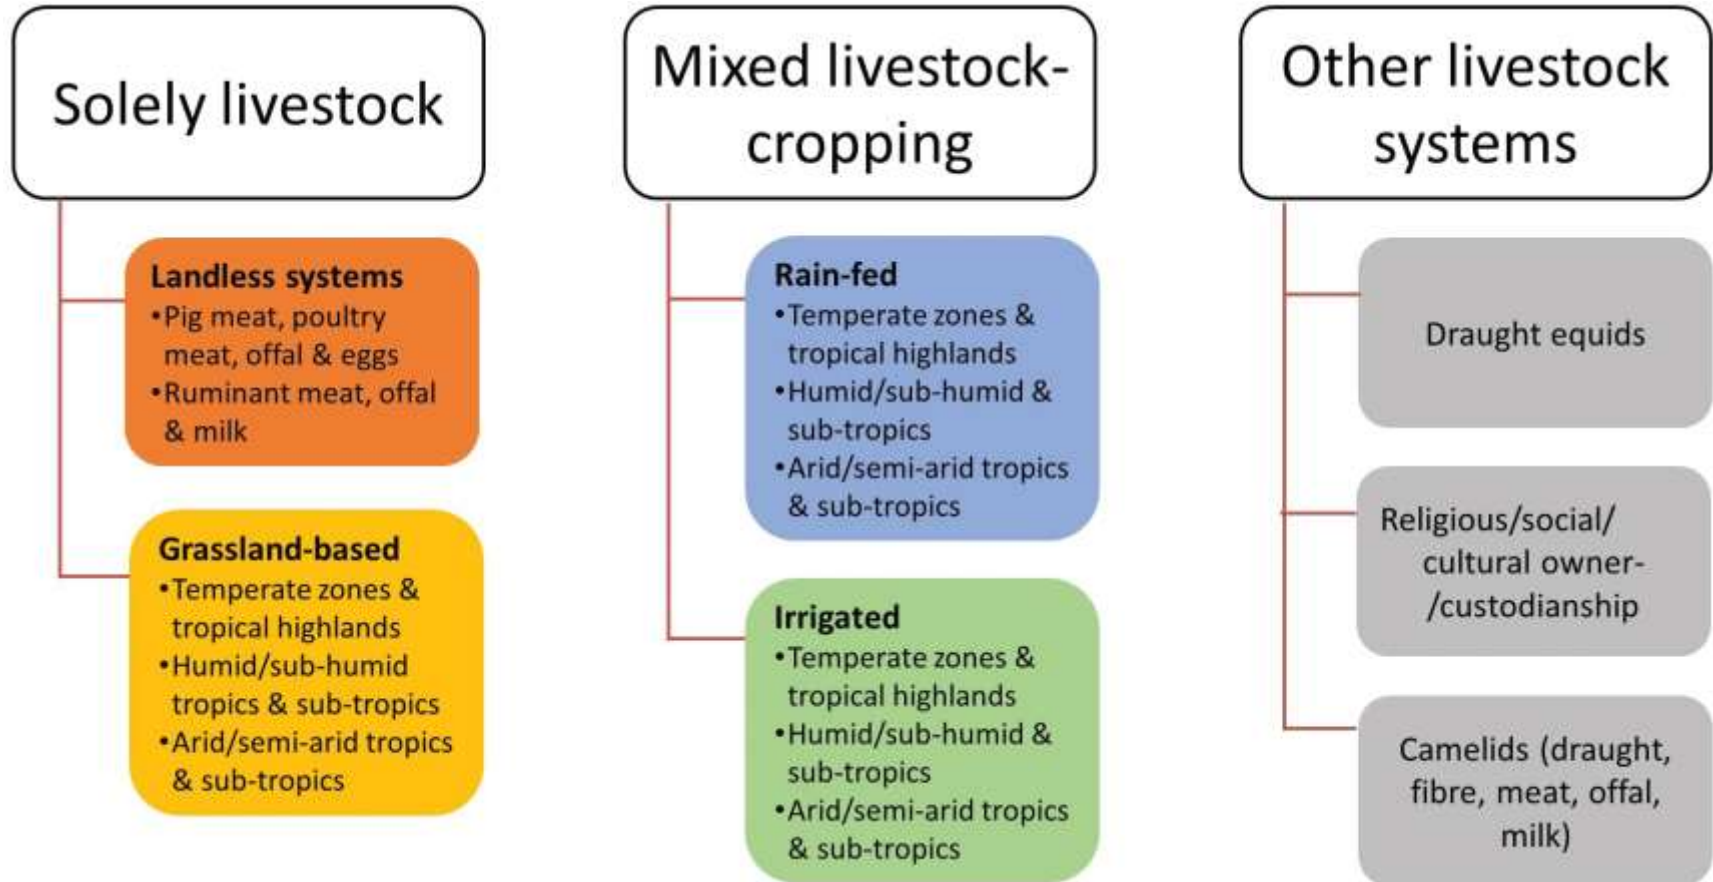 Solely livestock
Landless systems
•Pig meat, poultry
meat, offal & eggs
•Ruminant meat, offal
& milk
Grassland-based
•Temperate zones &
tropical highlands
•Humid/sub-humid
tropics & sub-tropics
•Arid/semi-arid tropics
& sub-tropics
Mixed livestock-
cropping
Rain-fed
•Temperate zones &
tropical highlands
•Humid/sub-humid &
sub-tropics
•Arid/semi-arid tropics
& sub-tropics
Irrigated
•Temperate zones &
tropical highlands
•Humid/sub-humid &
sub-tropics
•Arid/semi-arid tropics
& sub-tropics
Other livestock
systems
Draught equids
Religious/social/
cultural owner-
/custodianship
Camelids (draught,
fibre, meat, offal,
milk)